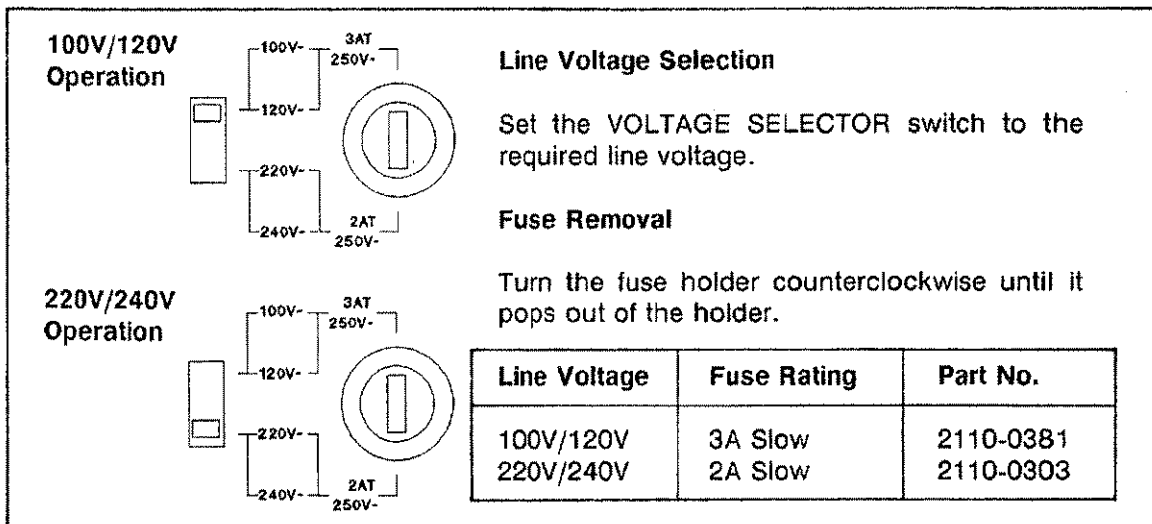 100V/120V
Operation
100V-
120V-
220V-
240V-
3AT
250V-
2AT
250V-
220V/240V
Operation
100V-
120V-
220V-
240V-
3AT
250V-
2AT
250V-
Line Voltage Selection
Set the VOLTAGE SELECTOR switch to the
required line voltage.
Fuse Removal
Turn the fuse holder counterclockwise until it
pops out of the holder.
Line Voltage Fuse Rating Part No.
100V/120V 3A Slow 2110-0381
220V/240V 2A Slow 2110-0303